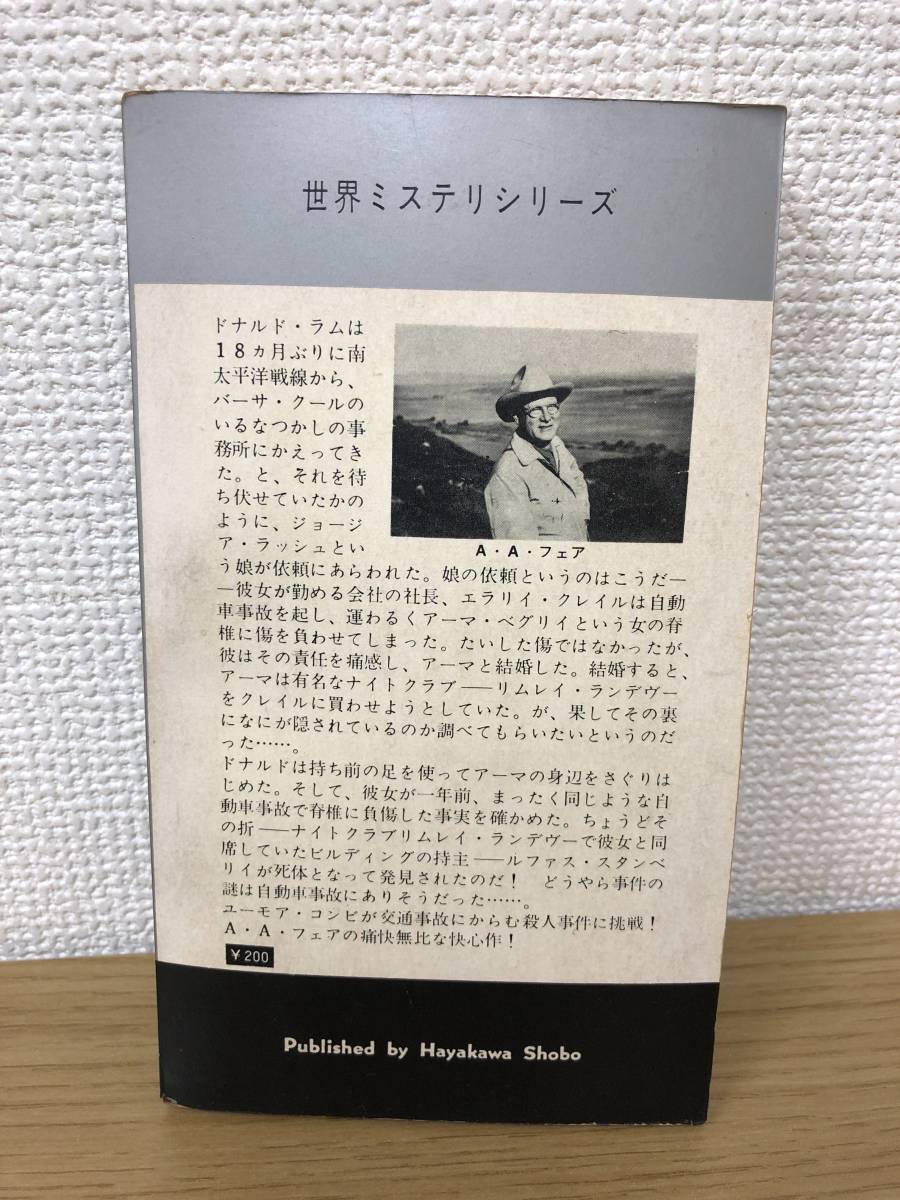 世界ミステリシリーズ
ドナルド・ラムは
18ヵ月ぶりに南
太平洋戦線から、
バーサ・クールの
いるなつかしの事
務所にかえってき
た。と、それを待
ち伏せていたかの
ように、ジョージ
ア・ラッシュとい
A・A・フェア
う娘が依頼にあらわれた。娘の依頼というのはこうだ―
―彼女が勤める会社の社長、エラリイ・クレイルは自動
車事故を起し、運わるくアーマ・ベグリイという女の脊
椎に傷を負わせてしまった。たいした傷ではなかったが、
彼はその責任を痛感し、アーマと結婚した。結婚すると、
アーマは有名なナイトクラブ――リムレイ・ランデヴー
をクレイルに買わせようとしていた。が、果してその裏
になにが隠されているのか調べてもらいたいというのだ
った……。
ドナルドは持ち前の足を使ってアーマの身辺をさぐりは
じめた。そして、彼女が一年前、まったく同じような自
動車事故で脊椎に負傷した事実を確かめた。ちょうどそ
の折――ナイトクラブリムレイ・ランデヴーで彼女と同
席していたビルディングの持主――ルファス・スタンベ
リイが死体となって発見されたのだ！　どうやら事件の
謎は自動車事故にありそうだった……。
ユーモア・コンビが交通事故にからむ殺人事件に挑戦！
A・A・フェアの痛快無比な快心作！
¥200
Published by Hayakawa Shobo